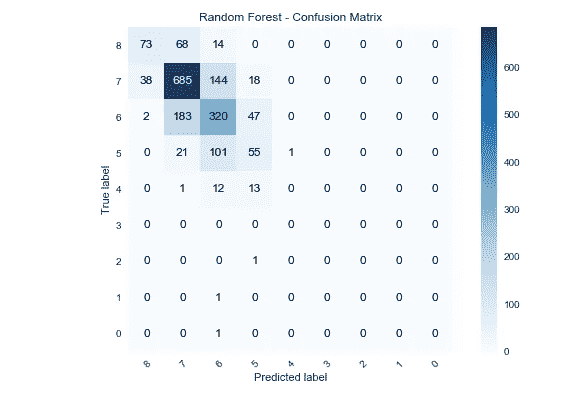 Random Forest - Confusion Matrix
8 73 68 14 0 0 0 0 0 0
7 38 685 144 18 0 0 0 0 0
6 2 183 320 47 0 0 0 0 0
5 0 21 101 55 1 0 0 0 0
4 0 1 12 13 0 0 0 0 0
3 0 0 0 0 0 0 0 0 0
2 0 0 0 1 0 0 0 0 0
1 0 0 1 0 0 0 0 0 0
0 0 0 1 0 0 0 0 0 0
8 7 6 5 4 3 2 1 0
True label
Predicted label
600
500
400
300
200
100
0